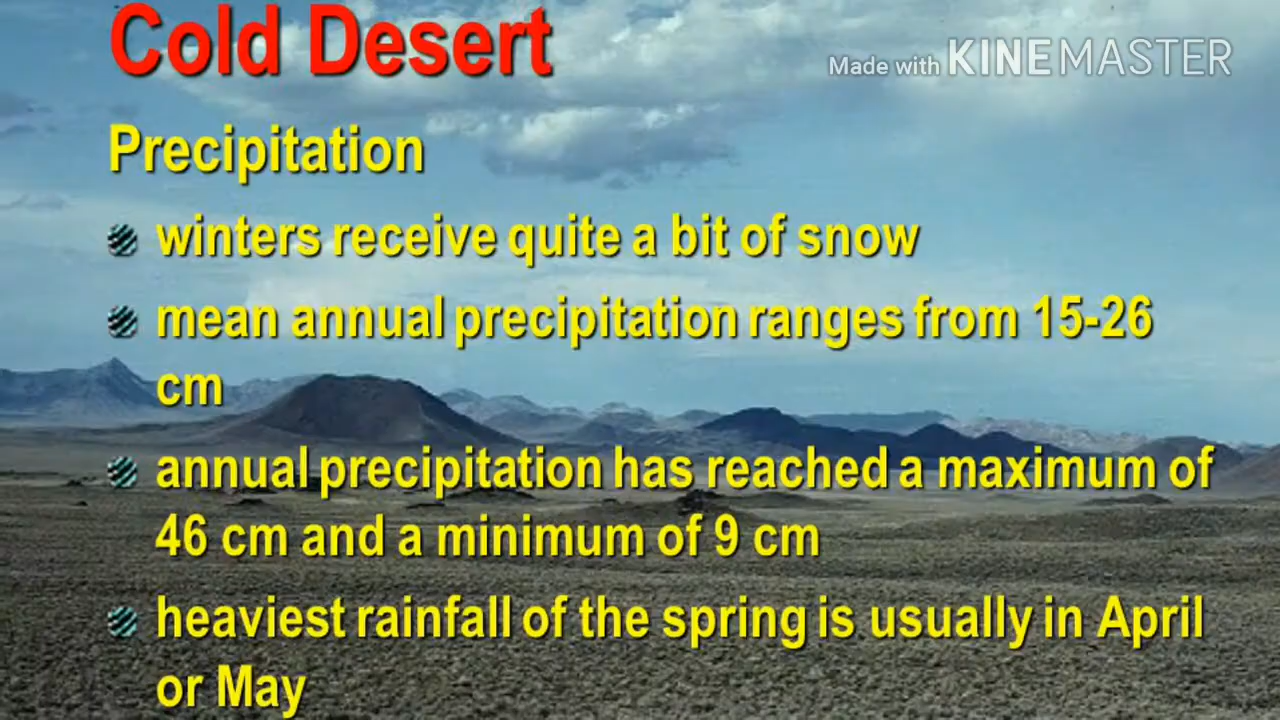 Cold Desert
Made with KINEMASTER
Precipitation
winters receive quite a bit of snow
mean annual precipitation ranges from 15-26
cm
annual precipitation has reached a maximum of
46 cm and a minimum of 9 cm
heaviest rainfall of the spring is usually in April
or May